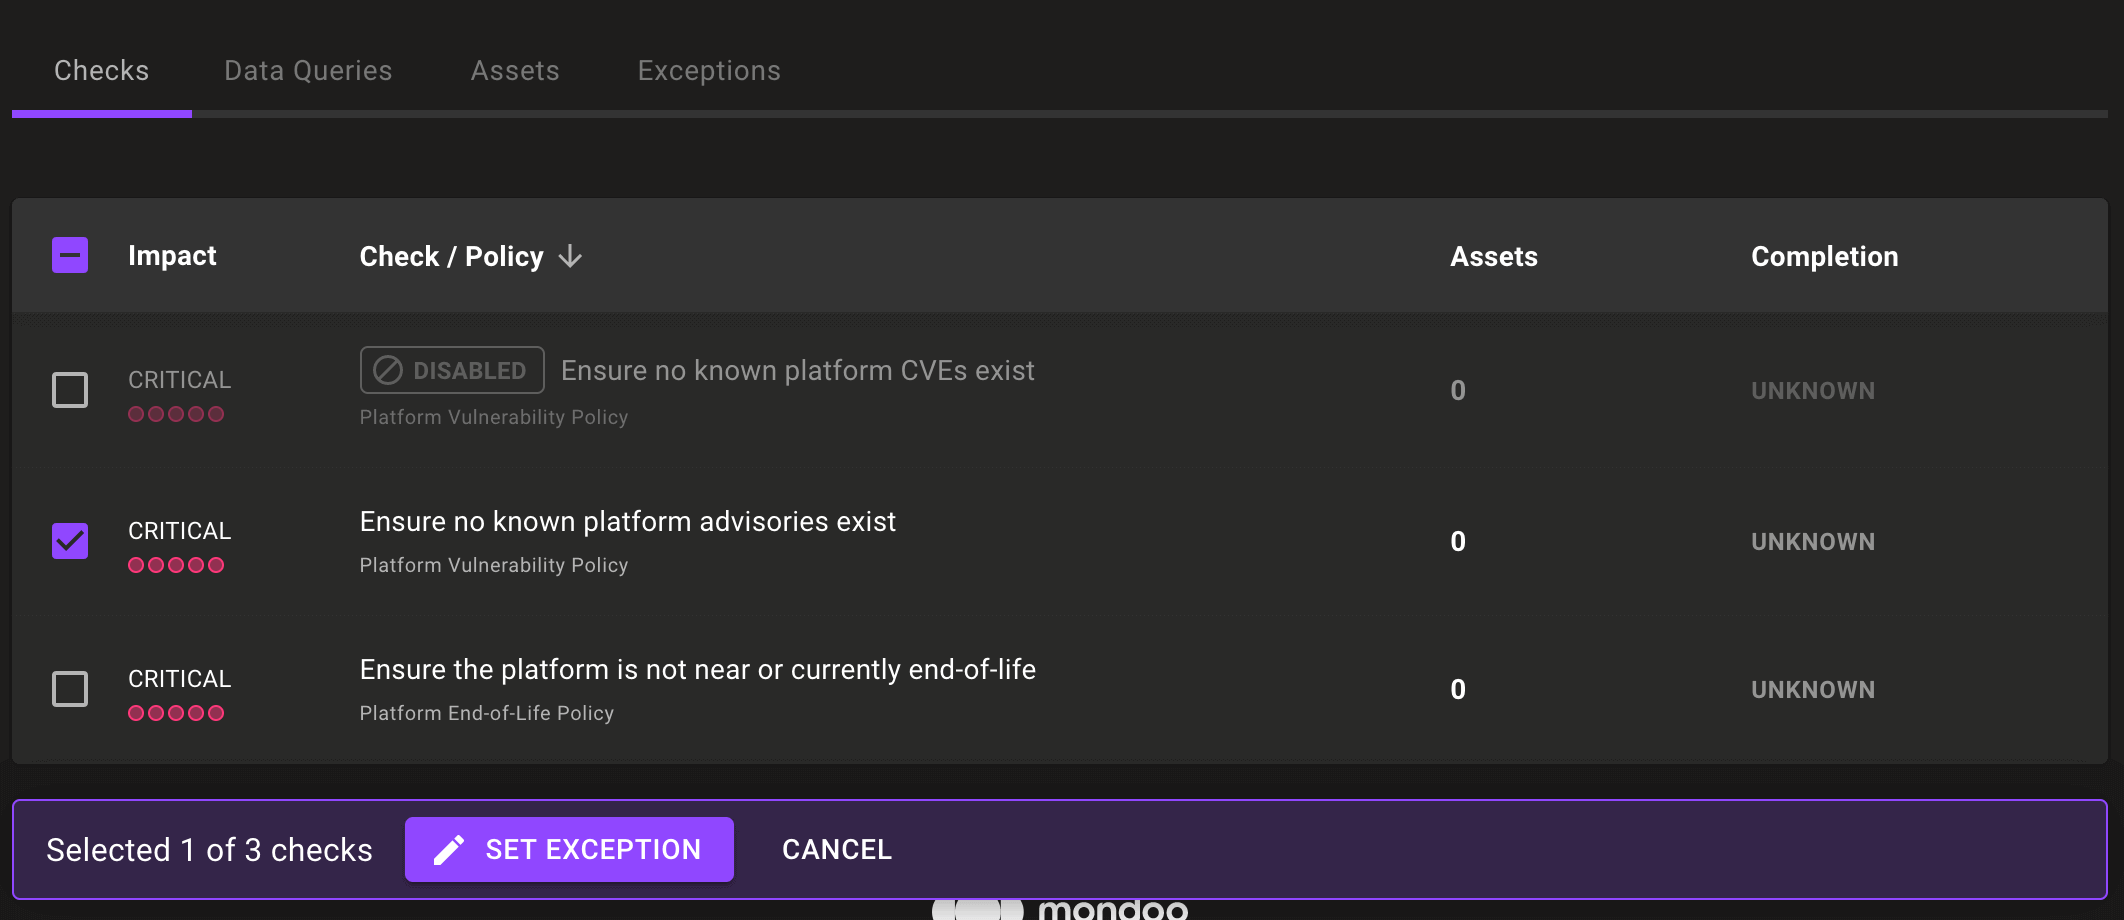 Checks Data Queries Assets Exceptions
Impact Check / Policy Assets Completion
CRITICAL DISABLED Ensure no known platform CVEs exist 0 UNKNOWN
Platform Vulnerability Policy
CRITICAL Ensure no known platform advisories exist 0 UNKNOWN
Platform Vulnerability Policy
CRITICAL Ensure the platform is not near or currently end-of-life 0 UNKNOWN
Platform End-of-Life Policy
Selected 1 of 3 checks SET EXCEPTION CANCEL
mondoo